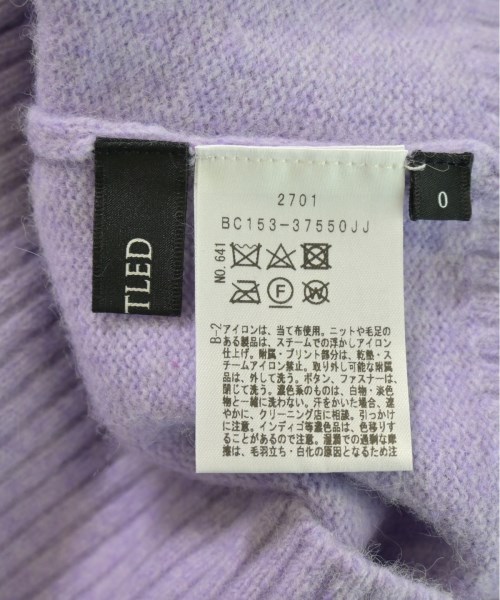 2701
BC153-37550JJ
NO.641
F
W
B-2
アイロンは、当て布使用。ニットや毛足の
ある製品は、スチームでの浮かしアイロン
仕上げ。附属・プリント部分は、乾熱・ス
チームアイロン禁止。取り外し可能な附属
品は、外して洗う。ボタン、ファスナーは、
閉じて洗う。濃色系のものは、白物・淡色
物と一緒に洗わない。汗をかいた場合、速
やかに、クリーニング店に相談。引っかけ
に注意。インディゴ等濃色品は、色移りす
ることがあるので注意。湿潤での過剰な摩
擦は、毛羽立ち・白化の原因となるため注
TLED
0